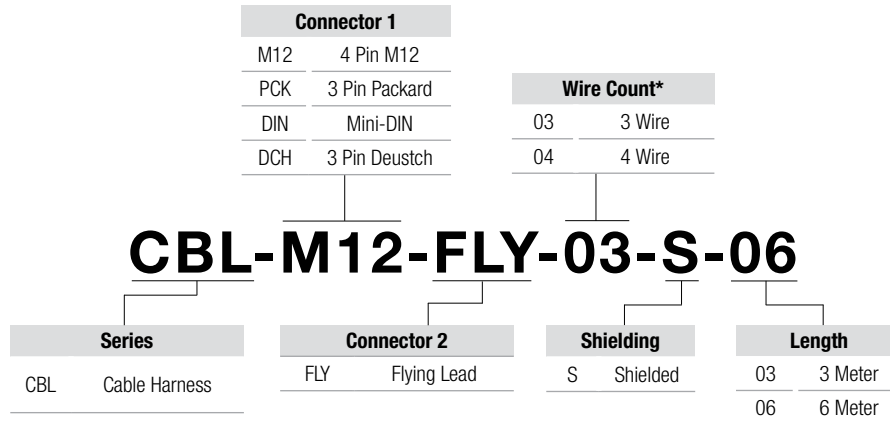 Connector 1
M12 4 Pin M12
PCK 3 Pin Packard
DIN Mini-DIN
DCH 3 Pin Deustch
Wire Count*
03 3 Wire
04 4 Wire
CBL-M12-FLY-03-S-06
Series
CBL Cable Harness
Connector 2
FLY Flying Lead
Shielding
S Shielded
Length
03 3 Meter
06 6 Meter